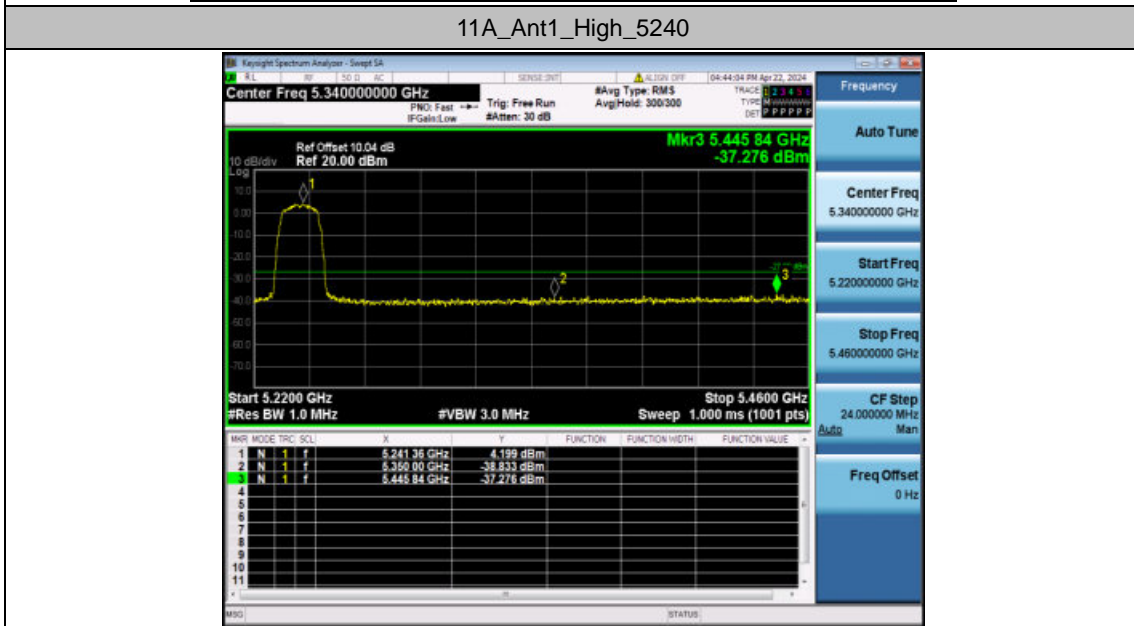 11A_Ant1_High_5240
Keysight Spectrum Analyzer - Swept SA
RL RF 50 Ω AC SENSE:INT ALIGN OFF 04:44:04 PM Apr 22, 2024
Center Freq 5.340000000 GHz
PNO: Fast
IFGain:Low
Trig: Free Run
#Atten: 30 dB
#Avg Type: RMS
Avg|Hold: 300/300
TRACE 1 2 3 4 5 6
TYPE M
DET P P P P P P
Mkr3 5.445 84 GHz
-37.276 dBm
Ref Offset 10.04 dB
10 dB/div Ref 20.00 dBm
Log
10.0
0.00
-10.0
-20.0
-30.0
-40.0
-50.0
-60.0
-70.0
1
2
3
Start 5.2200 GHz Stop 5.4600 GHz
#Res BW 1.0 MHz #VBW 3.0 MHz Sweep 1.000 ms (1001 pts)
MKR MODE TRC SCL X Y FUNCTION FUNCTION WIDTH FUNCTION VALUE
1 N 1 f 5.241 36 GHz 4.199 dBm
2 N 1 f 5.350 00 GHz -38.833 dBm
3 N 1 f 5.445 84 GHz -37.276 dBm
4
5
6
7
8
9
10
11
MSG STATUS
Frequency
Auto Tune
Center Freq
5.340000000 GHz
Start Freq
5.220000000 GHz
Stop Freq
5.460000000 GHz
CF Step
24.000000 MHz
Auto Man
Freq Offset
0 Hz